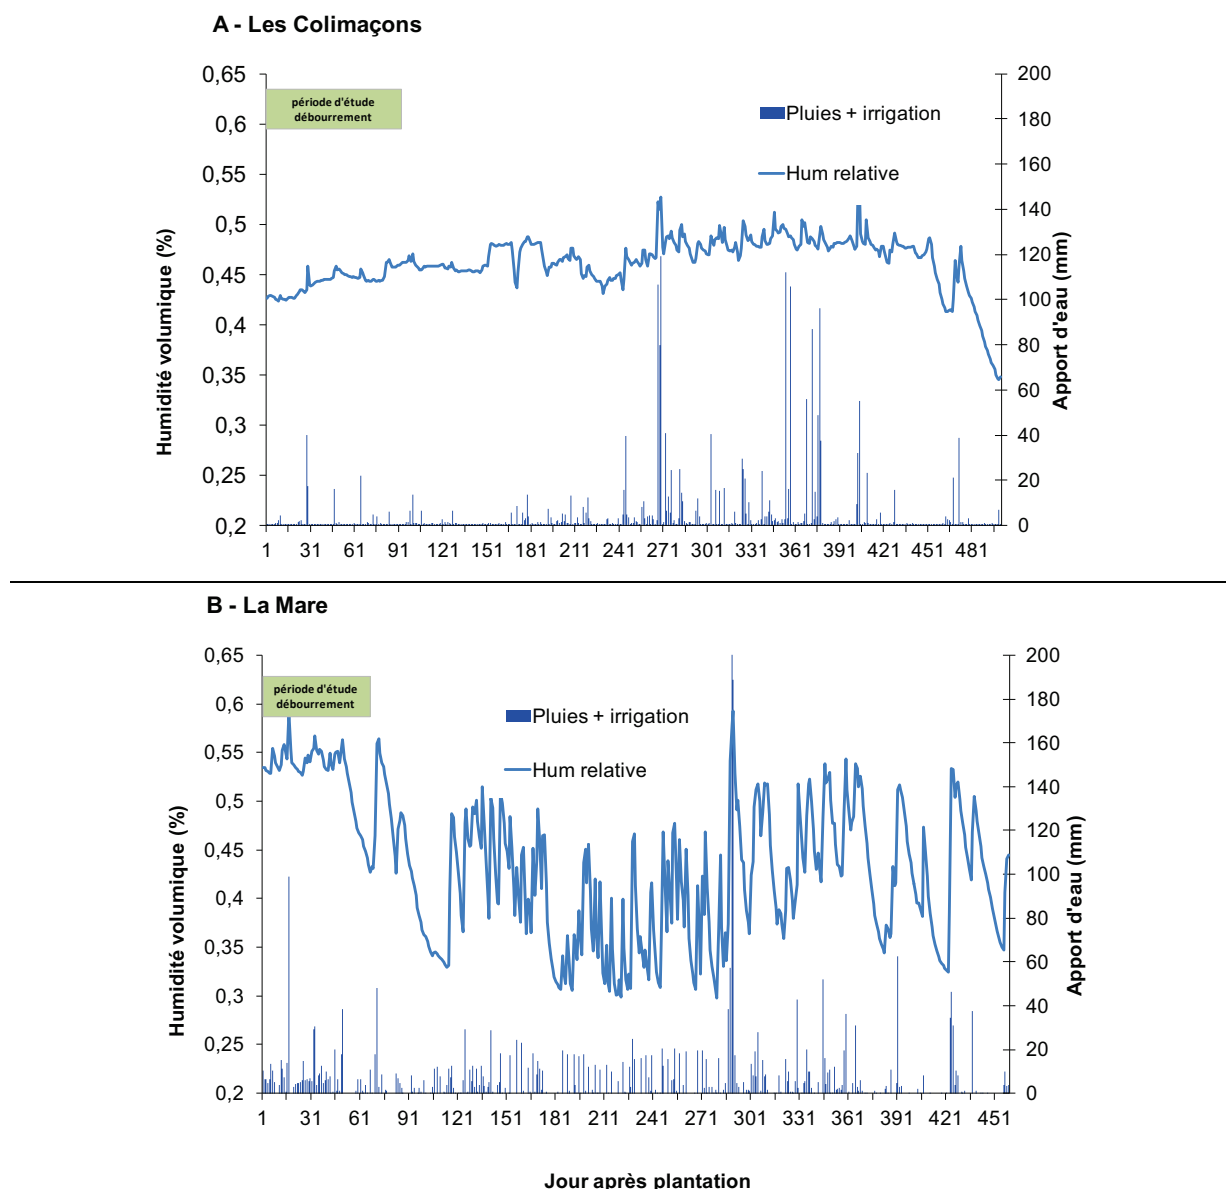 A - Les Colimaçons
0,65
0,6
0,55
0,5
0,45
0,4
0,35
0,3
0,25
0,2
Humidité volumique (%)
période d'étude
débourrement
Pluies + irrigation
Hum relative
200
180
160
140
120
100
80
60
40
20
0
Apport d'eau (mm)
1 31 61 91 121 151 181 211 241 271 301 331 361 391 421 451 481
B - La Mare
0,65
0,6
0,55
0,5
0,45
0,4
0,35
0,3
0,25
0,2
Humidité volumique (%)
période d'étude
débourrement
Pluies + irrigation
Hum relative
200
180
160
140
120
100
80
60
40
20
0
Apport d'eau (mm)
1 31 61 91 121 151 181 211 241 271 301 331 361 391 421 451
Jour après plantation